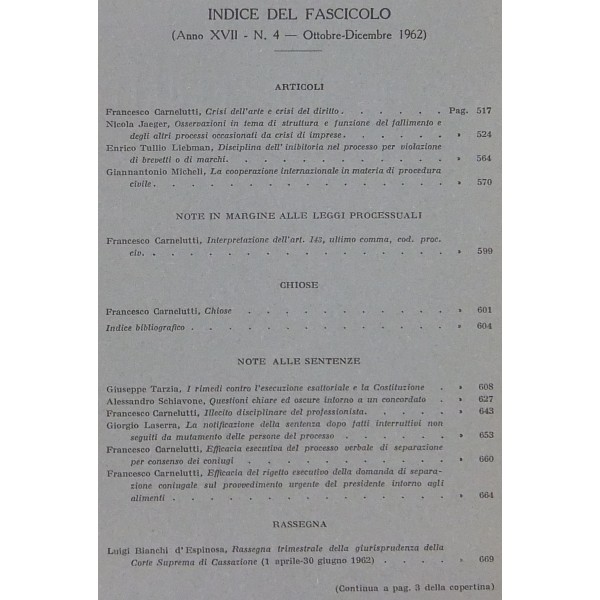 INDICE DEL FASCICOLO
(Anno XVII - N. 4 — Ottobre-Dicembre 1962)
ARTICOLI
Francesco Carnelutti, Crisi dell'arte e crisi del diritto . . . . . . Pag. 517
Nicola Jaeger, Osservazioni in tema di struttura e funzione del fallimento e
degli altri processi occasionati da crisi di imprese . . . . . . » 524
Enrico Tullio Liebman, Disciplina dell' inibitoria nel processo per violazione
di brevetti o di marchi . . . . . . . . . . . . » 564
Giannantonio Micheli, La cooperazione internazionale in materia di procedura
civile . . . . . . . . . . . . . . . » 570
NOTE IN MARGINE ALLE LEGGI PROCESSUALI
Francesco Carnelutti, Interpretazione dell'art. 145, ultimo comma, cod. proc.
civ. . . . . . . . . . . . . . . . » 599
CHIOSE
Francesco Carnelutti, Chiose . . . . . . . . . . . » 601
Indice bibliografico . . . . . . . . . . . . . » 604
NOTE ALLE SENTENZE
Giuseppe Tarzia, I rimedi contro l'esecuzione esattoriale e la Costituzione . » 608
Alessandro Schiavone, Questioni chiare ed oscure intorno a un concordato . » 627
Francesco Carnelutti, Illecito disciplinare del professionista . . . . . » 643
Giorgio Laserra, La notificazione della sentenza dopo fatti interruttivi non
seguiti da mutamento delle persone del processo . . . . . . » 653
Francesco Carnelutti, Efficacia esecutiva del processo verbale di separazione
per consenso dei coniugi . . . . . . . . . . . » 660
Francesco Carnelutti, Efficacia del rigetto esecutivo della domanda di separa-
zione coniugale sul provvedimento urgente del presidente intorno agli
alimenti . . . . . . . . . . . . . . » 664
RASSEGNA
Luigi Bianchi d'Espinosa, Rassegna trimestrale della giurisprudenza della
Corte Suprema di Cassazione (1 aprile-30 giugno 1962) . . . . . » 669
(Continua a pag. 3 della copertina)